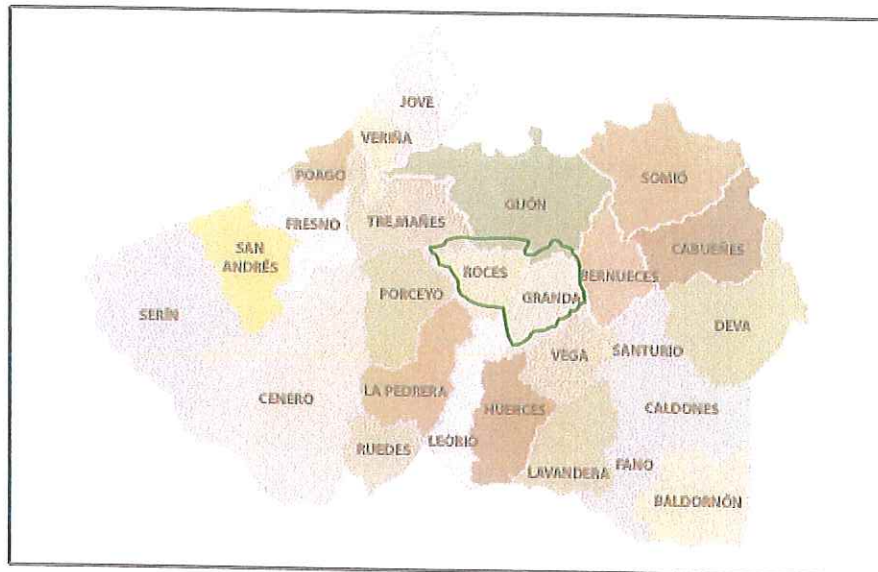 JOVE
VERIÑA
POAGO
SOMIÓ
GIJÓN
FRESNO
TREMAÑES
SAN
ANDRÉS
CABUEÑES
ROCES
BERNUECES
PORCEYO
GRANDA
SERÍN
DEVA
VEGA
SANTURIO
CENERO
LA PEDRERA
HUERCES
CALDONES
RUEDES
LEORIO
LAVANDERA
FANO
BALDORNÓN